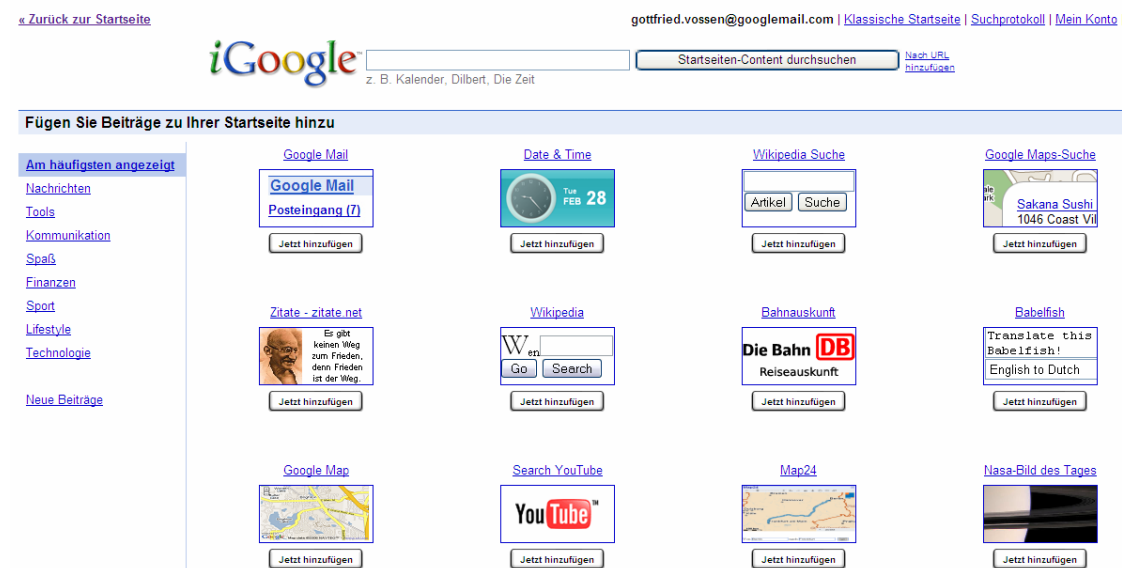 « Zurück zur Startseite
gottfried.vossen@googlemail.com | Klassische Startseite | Suchprotokoll | Mein Konto
iGoogle™
Startseiten-Content durchsuchen
Nach URL
hinzufügen
z. B. Kalender, Dilbert, Die Zeit
Fügen Sie Beiträge zu Ihrer Startseite hinzu
Am häufigsten angezeigt
Nachrichten
Tools
Kommunikation
Spaß
Finanzen
Sport
Lifestyle
Technologie
Neue Beiträge
Google Mail
Google Mail
Posteingang (7)
Jetzt hinzufügen
Date & Time
Tue
FEB 28
Jetzt hinzufügen
Wikipedia Suche
Artikel Suche
Jetzt hinzufügen
Google Maps-Suche
Sakana Sushi
1046 Coast Vil
Jetzt hinzufügen
Zitate - zitate.net
Es gibt
keinen Weg
zum Frieden,
denn Frieden
ist der Weg.
Jetzt hinzufügen
Wikipedia
W en
Go Search
Jetzt hinzufügen
Bahnauskunft
Die Bahn DB
Reiseauskunft
Jetzt hinzufügen
Babelfish
Translate this
Babelfish!
English to Dutch
Jetzt hinzufügen
Google Map
Jetzt hinzufügen
Search YouTube
YouTube™
Jetzt hinzufügen
Map24
Jetzt hinzufügen
Nasa-Bild des Tages
Jetzt hinzufügen